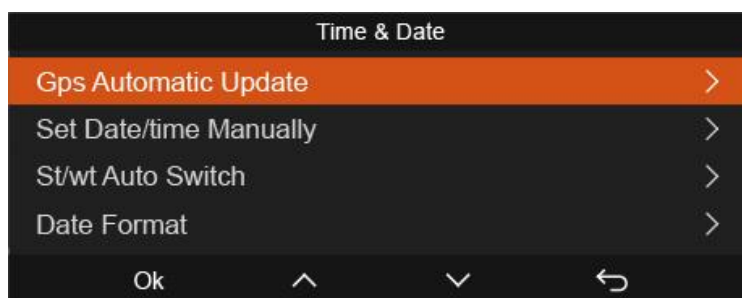 Time & Date
Gps Automatic Update
Set Date/time Manually
St/wt Auto Switch
Date Format
Ok